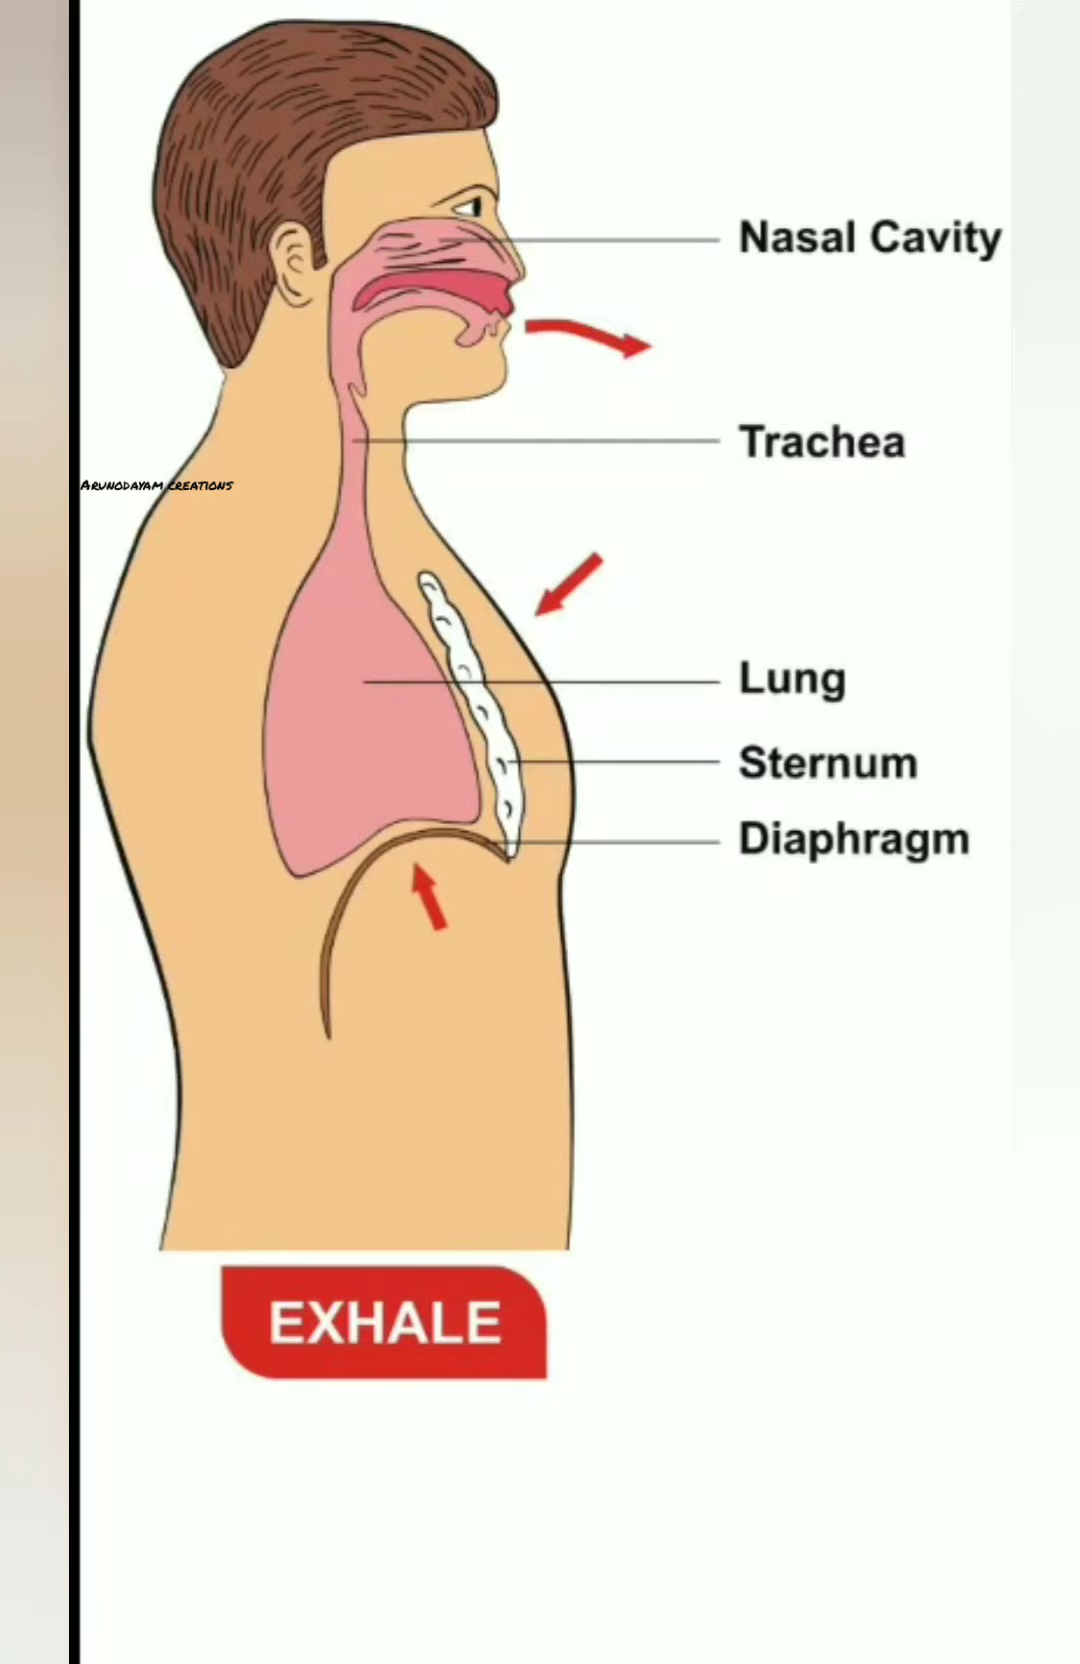 Nasal Cavity
Trachea
Arunodayam creations
Lung
Sternum
Diaphragm
EXHALE